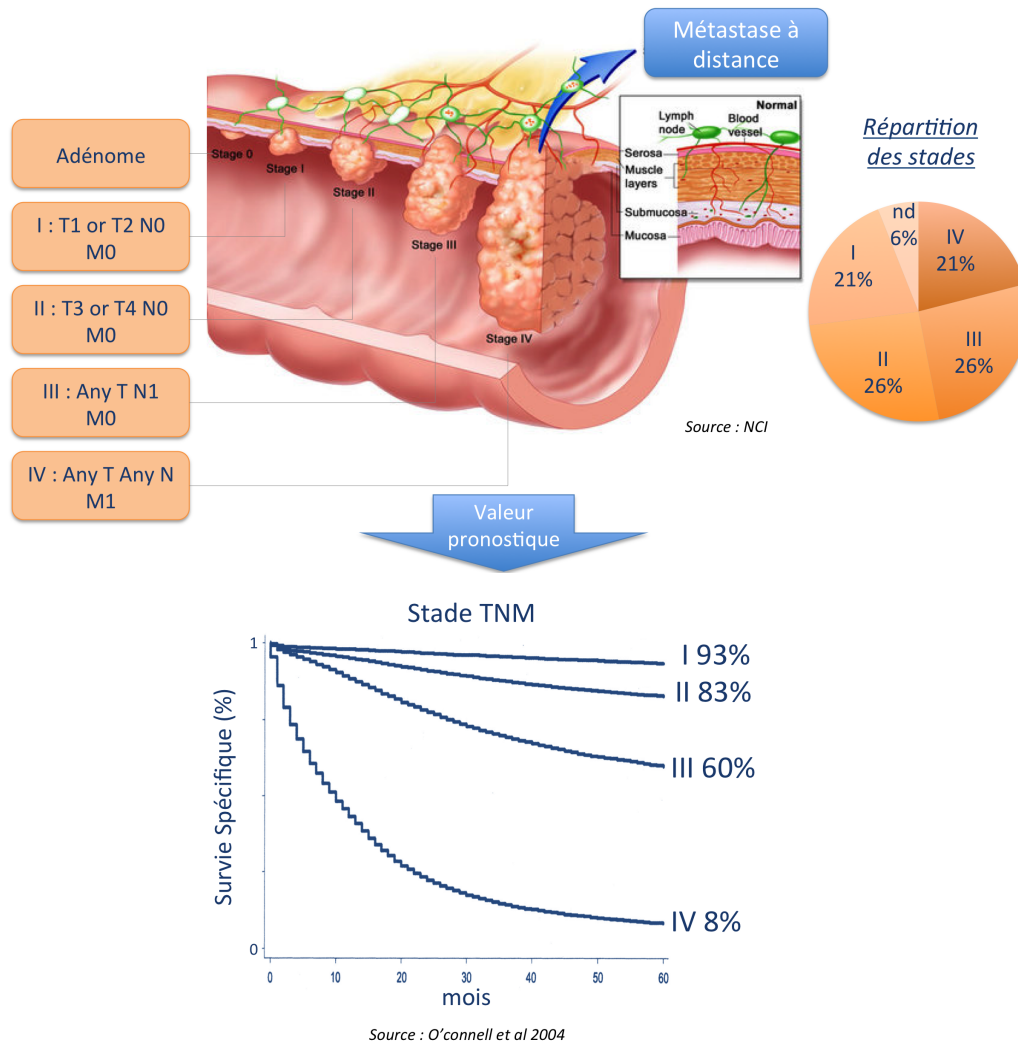 Métastase à
distance
Adénome
I : T1 or T2 N0
M0
II : T3 or T4 N0
M0
III : Any T N1
M0
IV : Any T Any N
M1
Stage 0
Stage I
Stage II
Stage III
Stage IV
Normal
Lymph
node
Blood
vessel
Serosa
Muscle
layers
Submucosa
Mucosa
Source : NCI
Répartition
des stades
nd
6%
IV
21%
III
26%
II
26%
I
21%
Valeur
pronostique
Stade TNM
Survie Spécifique (%)
1
0
I 93%
II 83%
III 60%
IV 8%
0 10 20 30 40 50 60
mois
Source : O’connell et al 2004